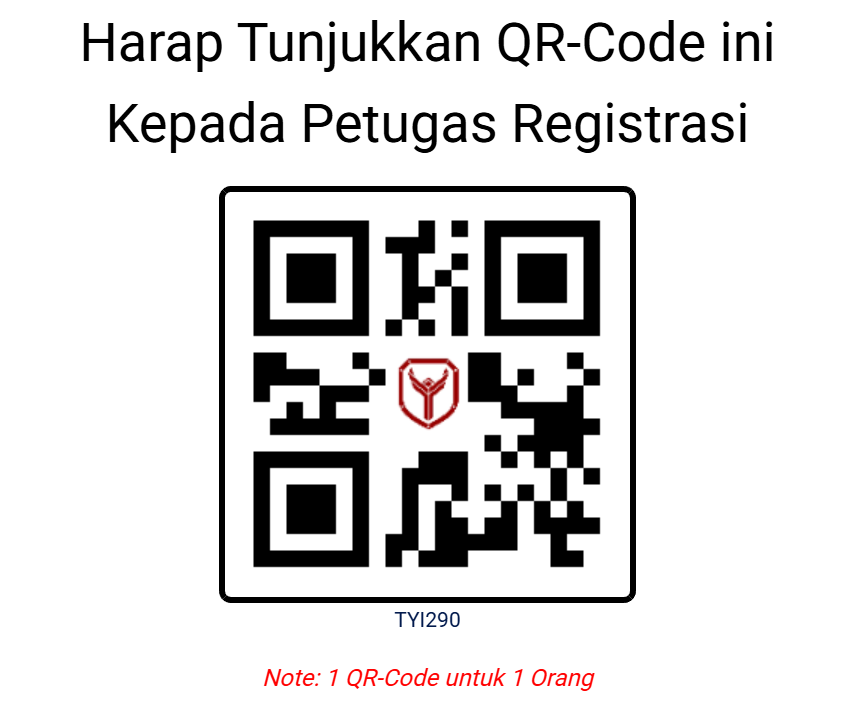 Harap Tunjukkan QR-Code ini
Kepada Petugas Registrasi
TYI290
Note: 1 QR-Code untuk 1 Orang